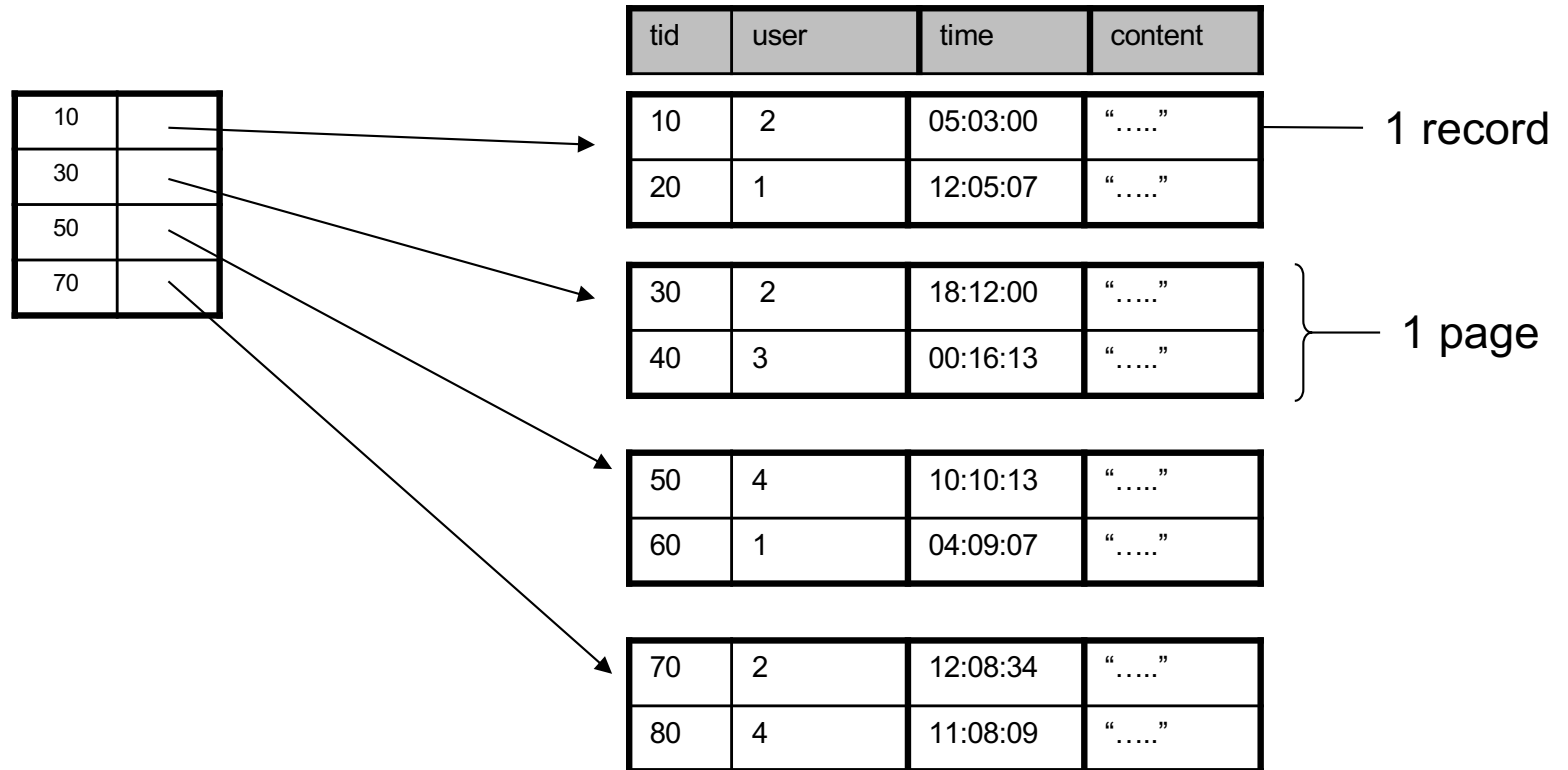 tid user time content
10
30
50
70
10 2 05:03:00 “…..”
20 1 12:05:07 “…..”
1 record
30 2 18:12:00 “…..”
40 3 00:16:13 “…..”
1 page
50 4 10:10:13 “…..”
60 1 04:09:07 “…..”
70 2 12:08:34 “…..”
80 4 11:08:09 “…..”